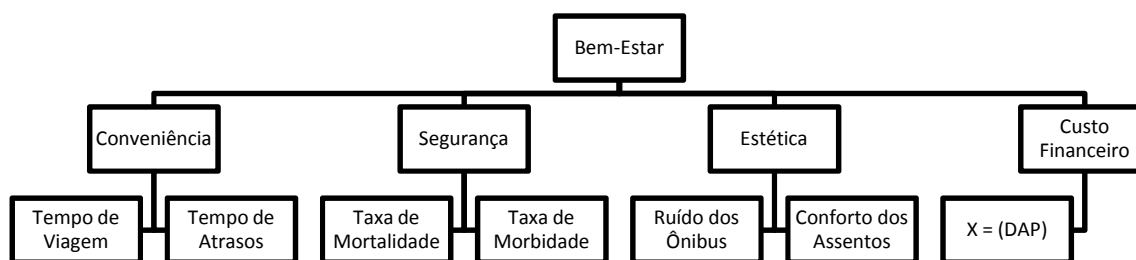 Bem-Estar
Conveniência
Segurança
Estética
Custo
Financeiro
Tempo de
Viagem
Tempo de
Atrasos
Taxa de
Mortalidade
Taxa de
Morbidade
Ruído dos
Ônibus
Conforto dos
Assentos
X = (DAP)